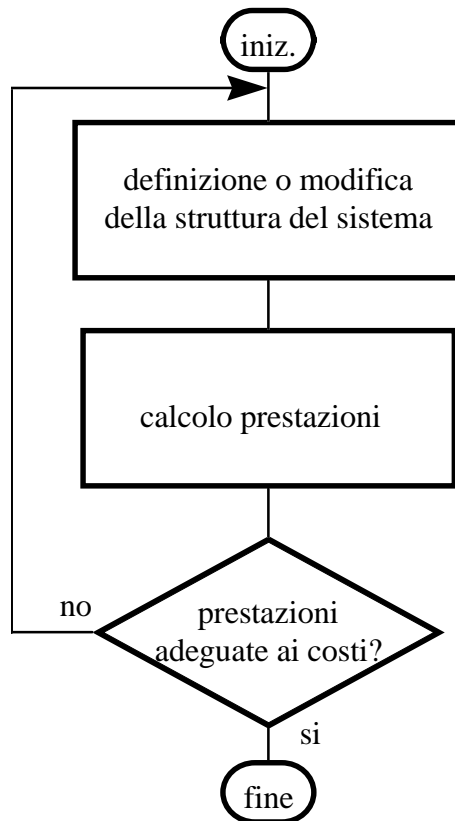 iniz.
definizione o modifica
della struttura del sistema
calcolo prestazioni
prestazioni
adeguate ai costi?
no
si
fine